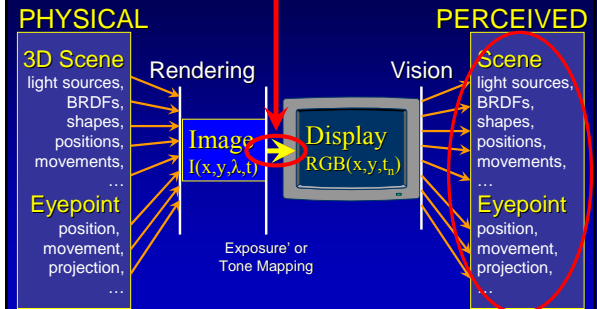 PHYSICAL
3D Scene
light sources,
BRDFs,
shapes,
positions,
movements,
…
Eyepoint
position,
movement,
projection,
…
Rendering
Image
I(x,y,λ,t)
Exposure' or
Tone Mapping
Display
RGB(x,y,tₙ)
Vision
PERCEIVED
Scene
light sources,
BRDFs,
shapes,
positions,
movements,
…
Eyepoint
position,
movement,
projection,
…